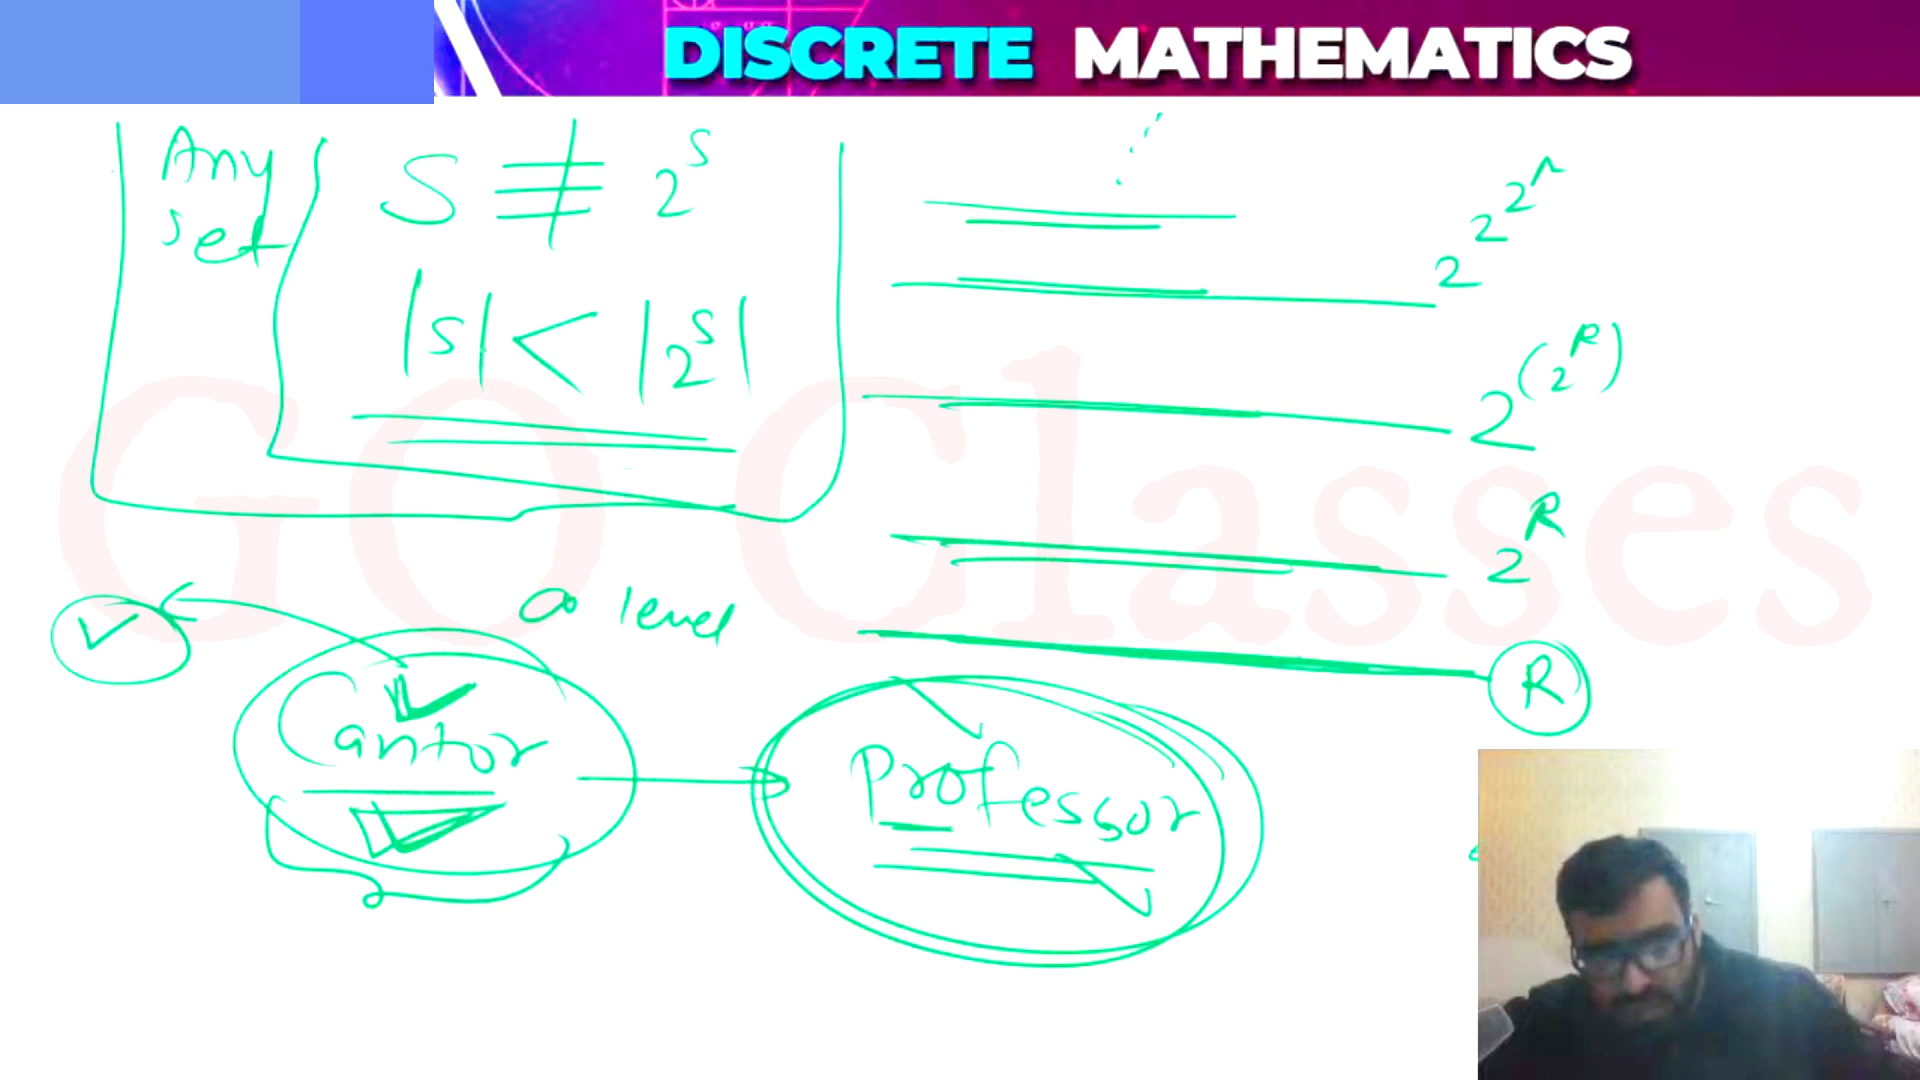 DISCRETE MATHEMATICS
Any
Set
S ≢ 2^S
|S| < |2^S|
2^2^2^R
2^(2^R)
2^R
∞ level
R
Cantor
Professor
GO Classes